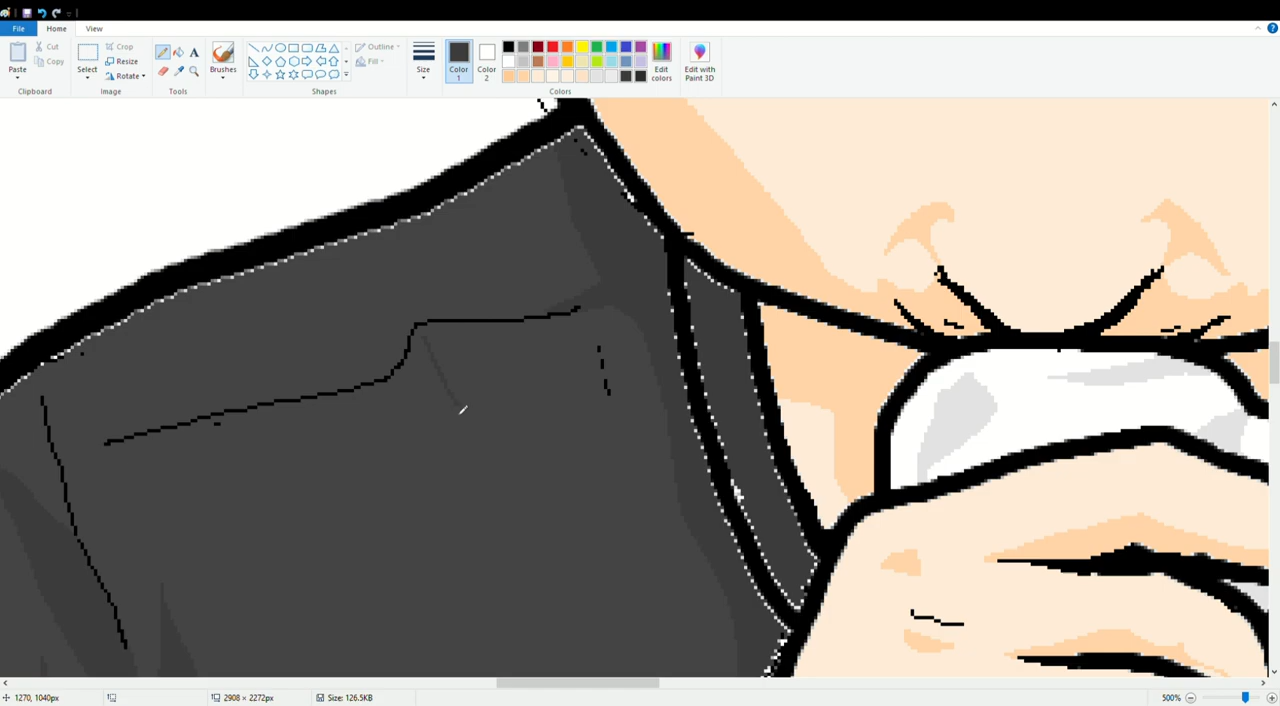 File Home View
Cut
Copy
Paste
Clipboard
Crop
Resize
Rotate
Select
Image
A
Tools
Brushes
Outline
Fill
Shapes
Size
Color 1
Color 2
Edit colors
Colors
Edit with Paint 3D
1270, 1040px
2908 × 2272px
Size: 126.5KB
500%